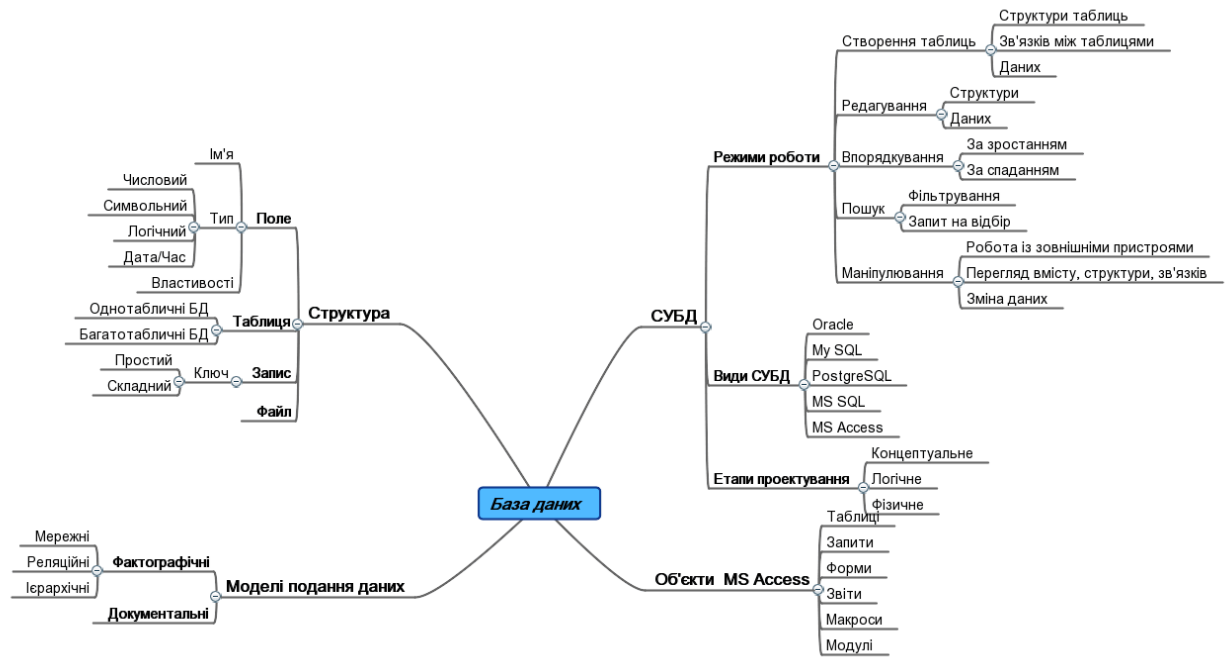 База даних
Структура
Поле
Ім'я
Тип
Числовий
Символьний
Логічний
Дата/Час
Властивості
Таблиця
Однотабличні БД
Багатотабличні БД
Запис
Ключ
Простий
Складний
Файл
Моделі подання даних
Фактографічні
Мережні
Реляційні
Ієрархічні
Документальні
СУБД
Режими роботи
Створення таблиць
Структури таблиць
Зв'язків між таблицями
Даних
Редагування
Структури
Даних
Впорядкування
За зростанням
За спаданням
Пошук
Фільтрування
Запит на відбір
Маніпулювання
Робота із зовнішніми пристроями
Перегляд вмісту, структури, зв'язків
Зміна даних
Види СУБД
Oracle
My SQL
PostgreSQL
MS SQL
MS Access
Етапи проектування
Концептуальне
Логічне
Фізичне
Об'єкти MS Access
Таблиці
Запити
Форми
Звіти
Макроси
Модулі